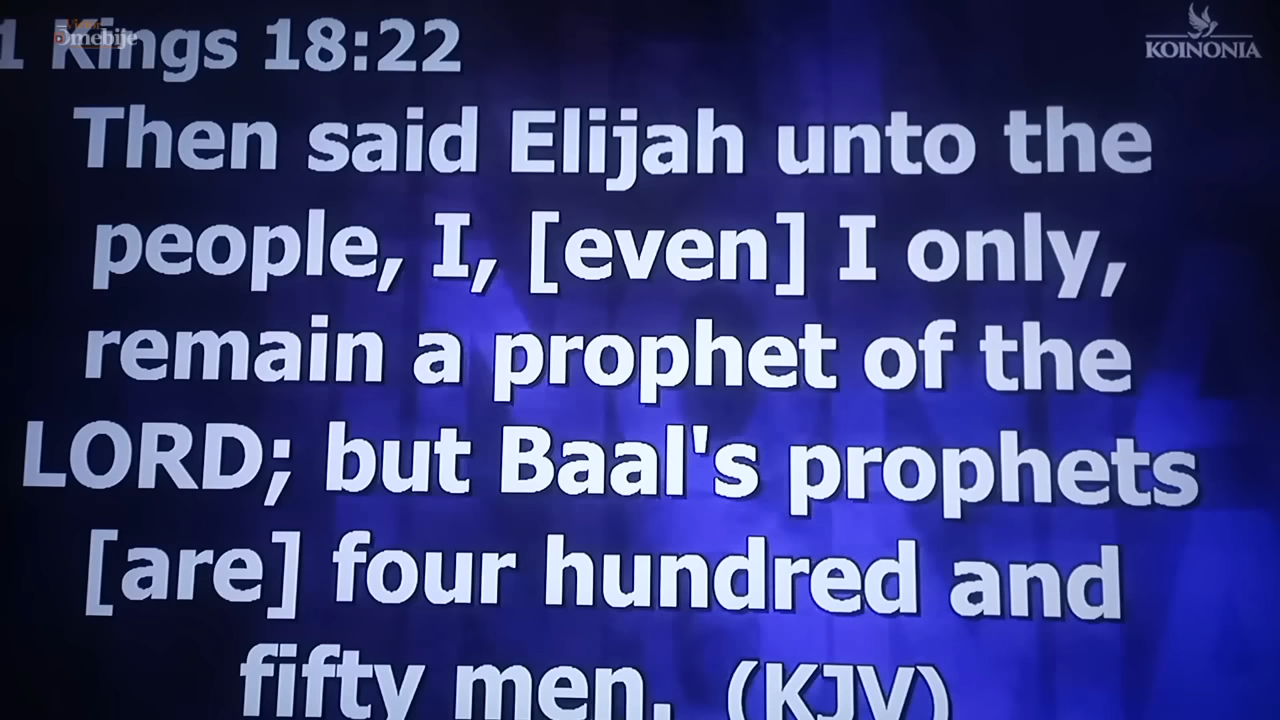 1 Kings 18:22
Omebije
KOINONIA
Then said Elijah unto the
people, I, [even] I only,
remain a prophet of the
LORD; but Baal's prophets
[are] four hundred and
fifty men. (KJV)